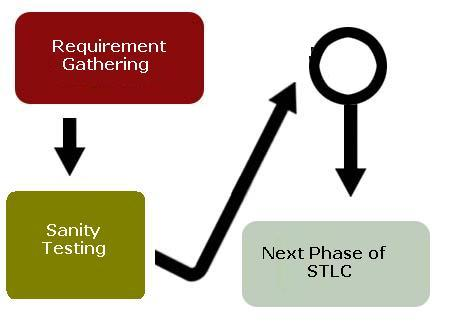 Requirement
Gathering
Sanity
Testing
Next Phase of
STLC